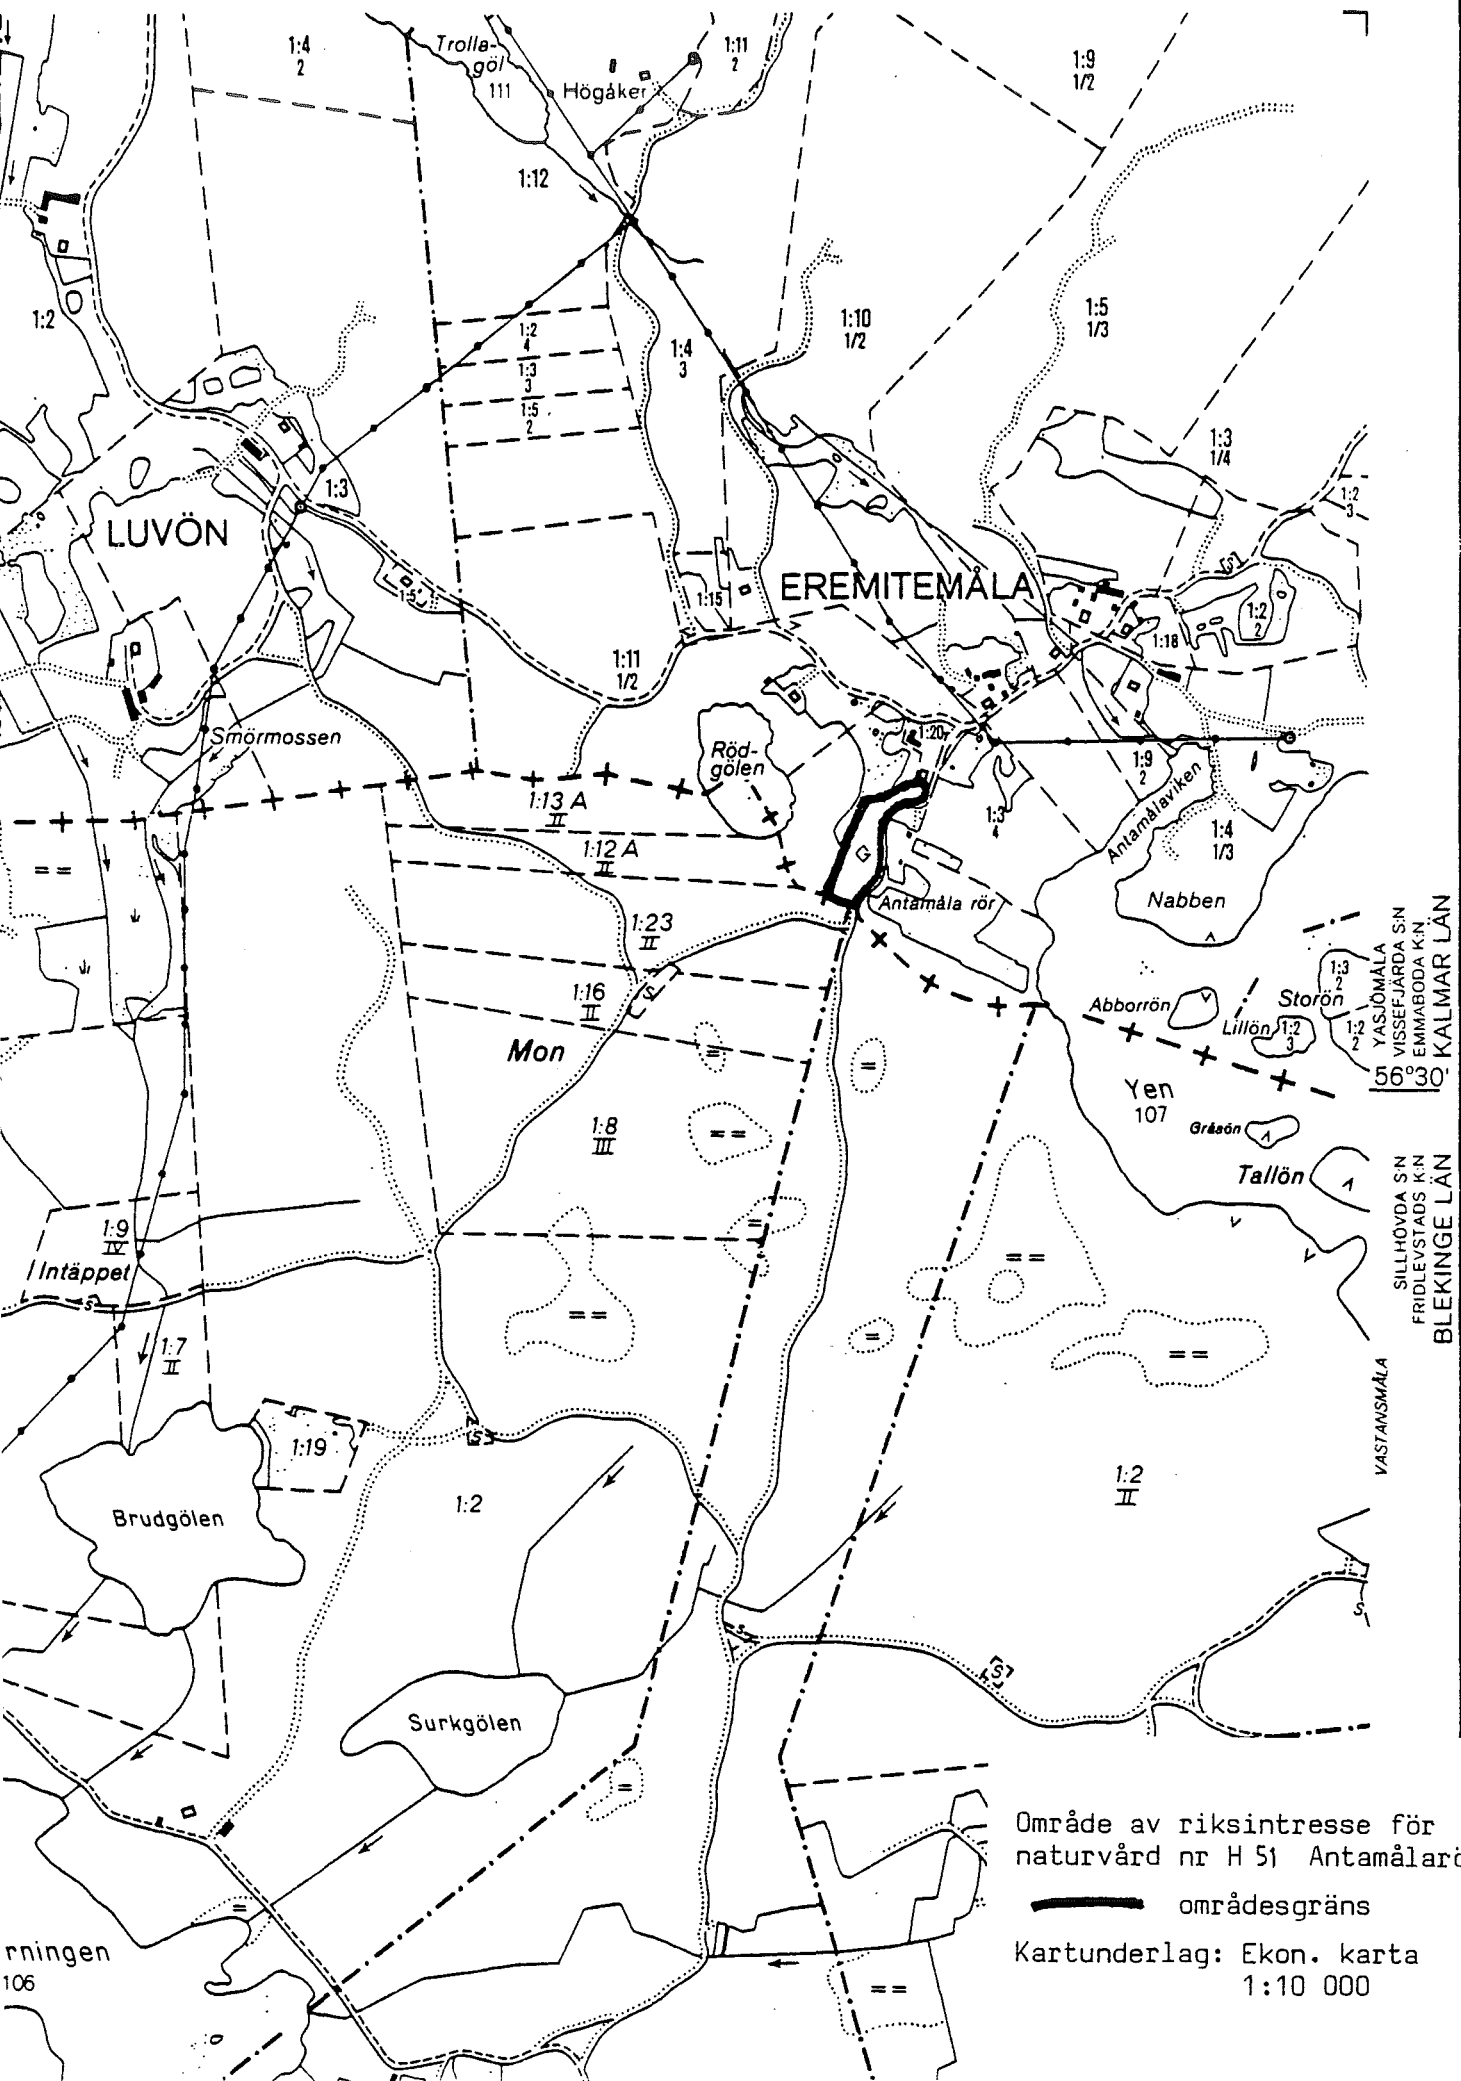 1:4
2
Trolla-
göl
111
Högåker
1:11
2
1:9
1/2
1:12
1:2
1:2
4
1:3
3
1:5
2
1:4
3
1:10
1/2
1:5
1/3
1:3
1/4
1:2
3
1:3
LUVÖN
1:5
1:15
EREMITEMÅLA
S
1:2
2
1:18
1:11
1/2
Smörmossen
Röd-
gölen
1:20
1:9
2
Antamålaviken
1:13 A
II
1:3
4
1:4
1/3
1:12 A
II
G
Nabben
Antamåla rör
1:23
II
1:16
II
S
Mon
Abborrön
Lillön
1:2
3
Storön
1:3
2
1:2
2
YASJÖMÅLA
VISSEFJÄRDA S:N
EMMABODA K:N
KALMAR LÄN
56°30'
Yen
107
Gräsön
Tallön
1:8
III
SILLHÖVDA S:N
FRIDLEVSTADS K:N
BLEKINGE LÄN
1:9
IV
Intäppet
S
1:7
II
VÄSTANSMÅLA
1:19
S
1:2
1:2
II
Brudgölen
S
S
S
Surkgölen
Område av riksintresse för
naturvård nr H 51 Antamålarö
områdesgräns
Kartunderlag: Ekon. karta
1:10 000
rningen
106